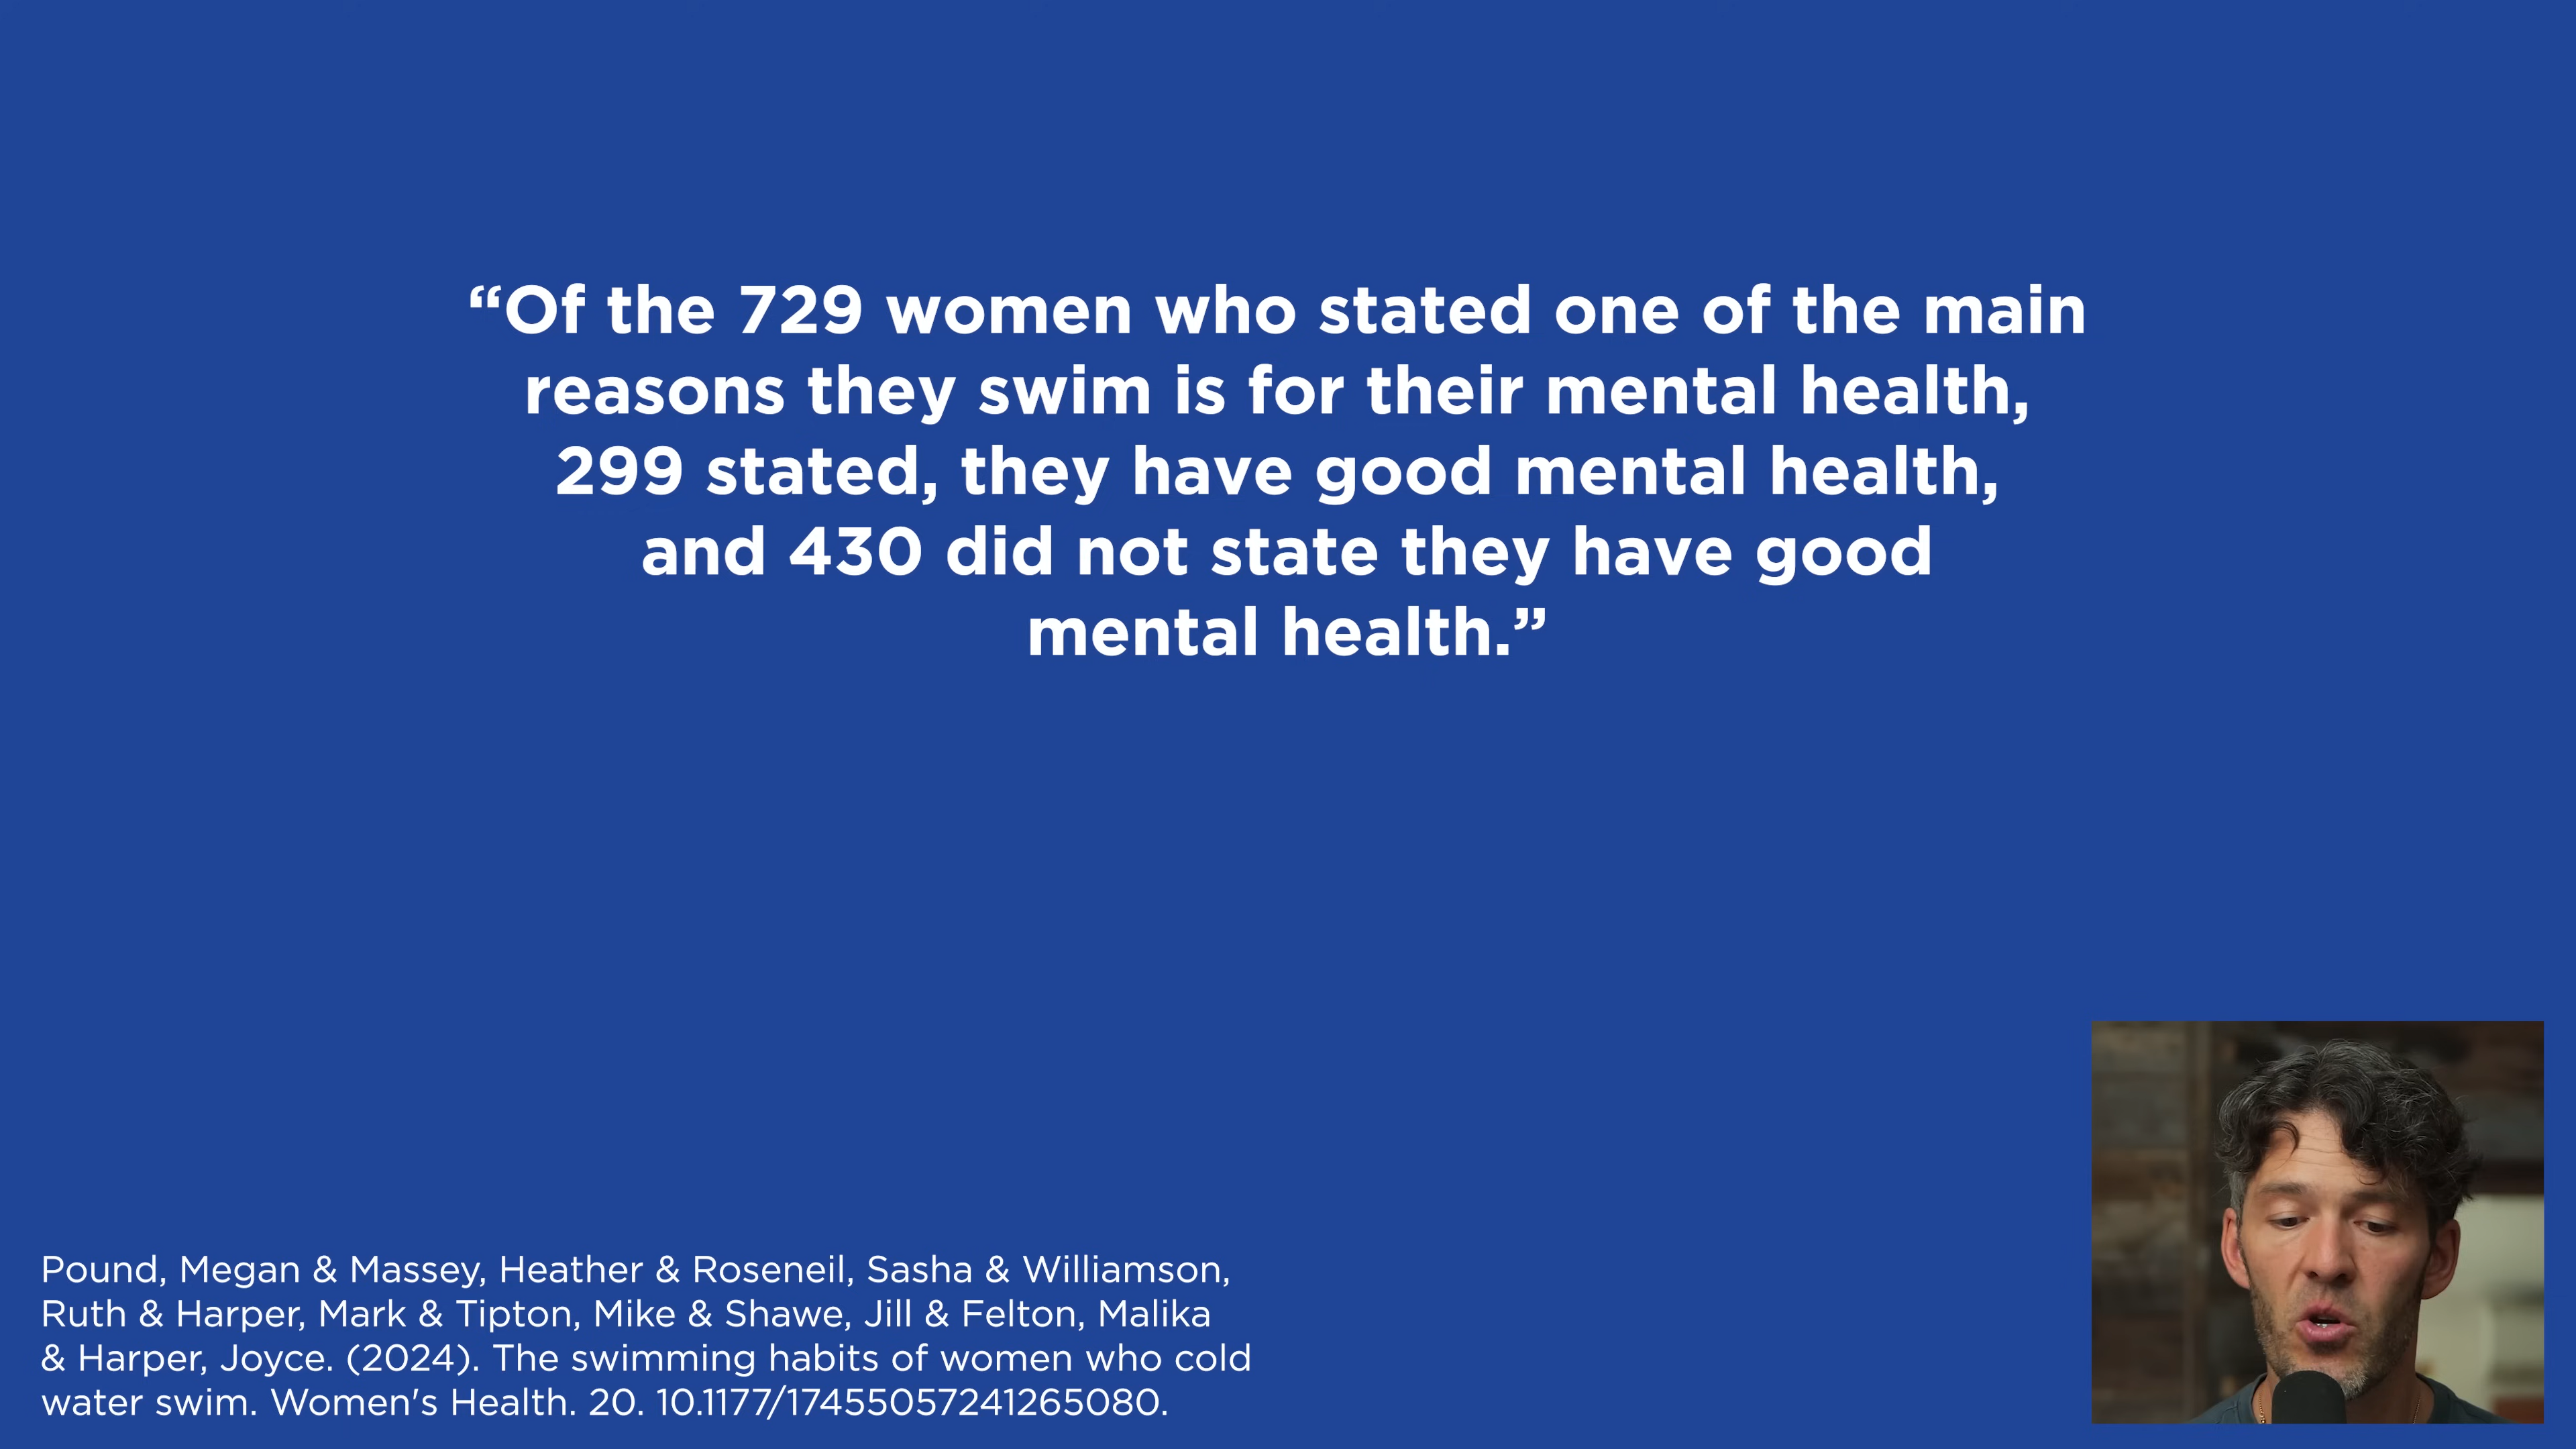 “Of the 729 women who stated one of the main
reasons they swim is for their mental health,
299 stated, they have good mental health,
and 430 did not state they have good
mental health.”
Pound, Megan & Massey, Heather & Roseneil, Sasha & Williamson,
Ruth & Harper, Mark & Tipton, Mike & Shawe, Jill & Felton, Malika
& Harper, Joyce. (2024). The swimming habits of women who cold
water swim. Women's Health. 20. 10.1177/17455057241265080.